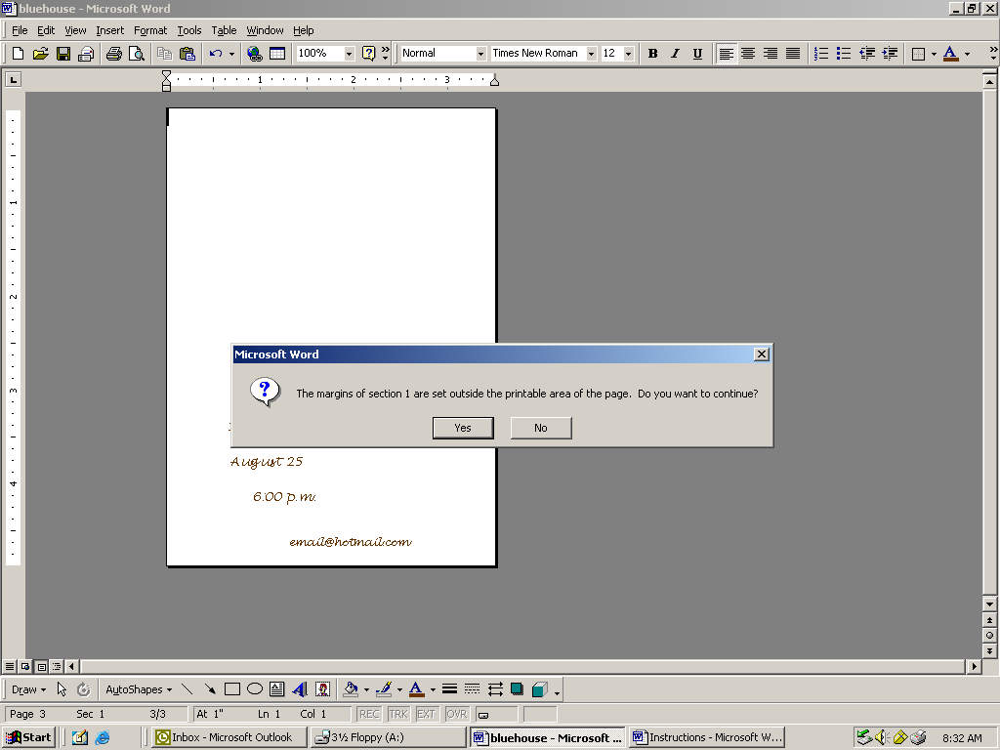 bluehouse - Microsoft Word
File Edit View Insert Format Tools Table Window Help
100% Normal Times New Roman 12 B I U
1 2 3
1
2
3
4
Microsoft Word
The margins of section 1 are set outside the printable area of the page.  Do you want to continue?
Yes No
August 25
6:00 p.m.
email@hotmail.com
Draw AutoShapes
Page 3 Sec 1 3/3 At 1" Ln 1 Col 1 REC TRK EXT OVR
Start Inbox - Microsoft Outlook 3½ Floppy (A:) bluehouse - Microsoft ... Instructions - Microsoft W... 8:32 AM